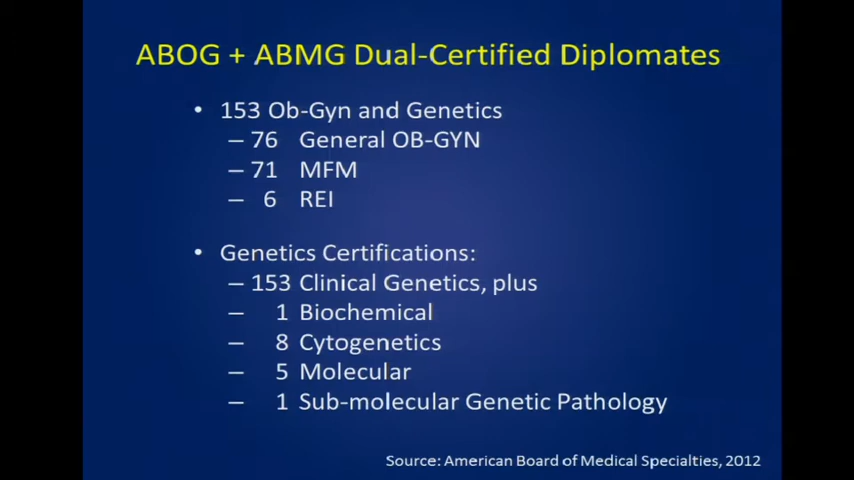 ABOG + ABMG Dual-Certified Diplomates
• 153 Ob-Gyn and Genetics
– 76 General OB-GYN
– 71 MFM
– 6 REI
• Genetics Certifications:
– 153 Clinical Genetics, plus
– 1 Biochemical
– 8 Cytogenetics
– 5 Molecular
– 1 Sub-molecular Genetic Pathology
Source: American Board of Medical Specialties, 2012